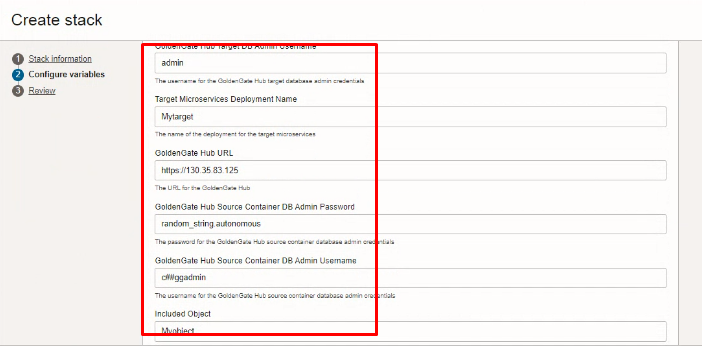 Create stack
1 Stack information
2 Configure variables
3 Review
GoldenGate Hub Target DB Admin Username
admin
The username for the GoldenGate Hub target database admin credentials
Target Microservices Deployment Name
Mytarget
The name of the deployment for the target microservices
GoldenGate Hub URL
https://130.35.83.125
The URL for the GoldenGate Hub
GoldenGate Hub Source Container DB Admin Password
random_string.autonomous
The password for the GoldenGate Hub source container database admin credentials
GoldenGate Hub Source Container DB Admin Username
c##ggadmin
The username for the GoldenGate Hub source container database admin credentials
Included Object
Myobject